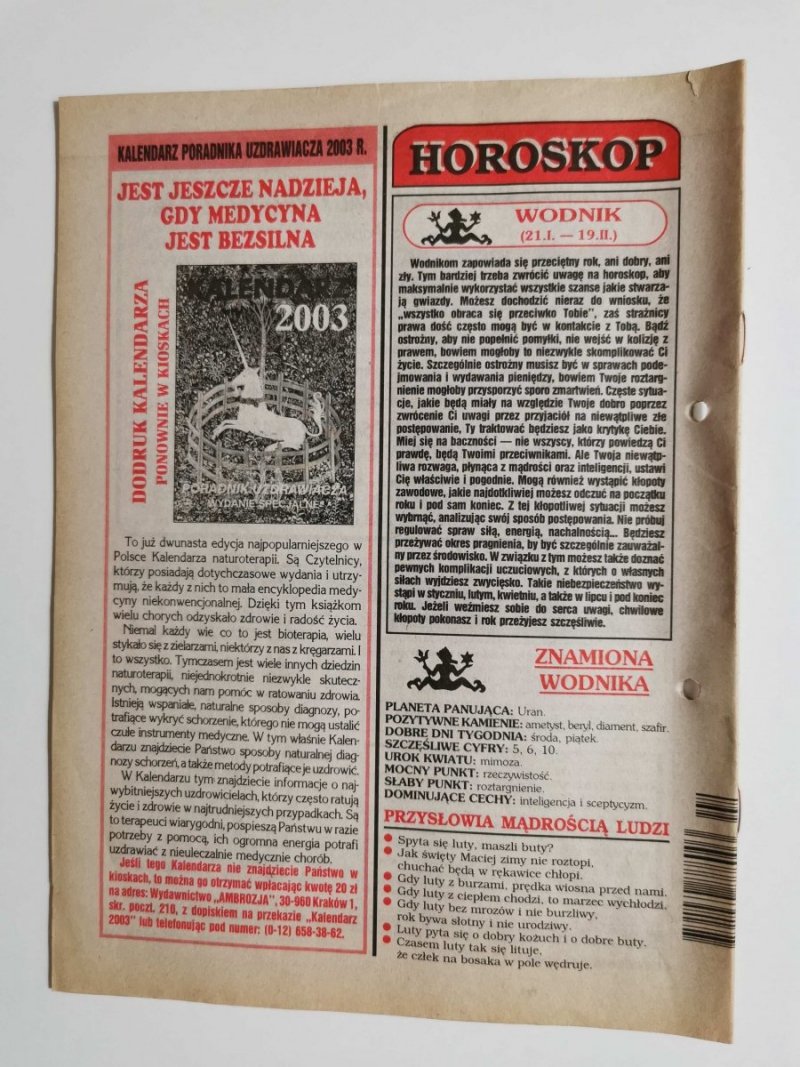 KALENDARZ PORADNIKA UZDRAWIACZA 2003 R.
JEST JESZCZE NADZIEJA,
GDY MEDYCYNA
JEST BEZSILNA
DODRUK KALENDARZA
PONOWNIE W KIOSKACH
KALENDARZ
2003
PORADNIK UZDRAWIACZA
WYDANIE SPECJALNE
To już dwunasta edycja najpopularniejszego w
Polsce Kalendarza naturoterapii. Są Czytelnicy,
którzy posiadają dotychczasowe wydania i utrzy-
mują, że każdy z nich to mała encyklopedia medy-
cyny niekonwencjonalnej. Dzięki tym książkom
wielu chorych odzyskało zdrowie i radość życia.
Niemal każdy wie co to jest bioterapia, wielu
stykało się z zielarzami, niektórzy z nas z kręgarzami. I
to wszystko. Tymczasem jest wiele innych dziedzin
naturoterapii, niejednokrotnie niezwykle skutecz-
nych, mogących nam pomóc w ratowaniu zdrowia.
Istnieją wspaniałe, naturalne sposoby diagnozy, po-
trafiące wykryć schorzenie, którego nie mogą ustalić
czułe instrumenty medyczne. W tym właśnie Kalen-
darzu znajdziecie Państwo sposoby naturalnej diag-
nozy schorzeń, a także metody potrafiące je uzdrowić.
W Kalendarzu tym znajdziecie informacje o naj-
wybitniejszych uzdrowicielach, którzy często ratują
życie i zdrowie w najtrudniejszych przypadkach. Są
to terapeuci wiarygodni, pospieszą Państwu w razie
potrzeby z pomocą, ich ogromna energia potrafi
uzdrawiać z nieuleczalnie medycznie chorób.
Jeśli tego Kalendarza nie znajdziecie Państwo w
kioskach, to można go otrzymać wpłacając kwotę 20 zł
na adres: Wydawnictwo „AMBROZJA", 30-960 Kraków 1,
skr. poczt. 216, z dopiskiem na przekazie „Kalendarz
2003" lub telefonując pod numer: (0-12) 658-38-62.
HOROSKOP
WODNIK
(21.I. — 19.II.)
Wodnikom zapowiada się przeciętny rok, ani dobry, ani
zły. Tym bardziej trzeba zwrócić uwagę na horoskop, aby
maksymalnie wykorzystać wszystkie szanse jakie stwarza-
ją gwiazdy. Możesz dochodzić nieraz do wniosku, że
„wszystko obraca się przeciwko Tobie", zaś strażnicy
prawa dość często mogą być w kontakcie z Tobą. Bądź
ostrożny, aby nie popełnić pomyłki, nie wejść w kolizję z
prawem, bowiem mogłoby to niezwykle skomplikować Ci
życie. Szczególnie ostrożny musisz być w sprawach pode-
jmowania i wydawania pieniędzy, bowiem Twoje roztarg-
nienie mogłoby przysporzyć sporo zmartwień. Częste sytua-
cje, jakie będą miały na względzie Twoje dobro poprzez
zwrócenie Ci uwagi przez przyjaciół na niewątpliwe złe
postępowanie, Ty traktować będziesz jako krytykę Ciebie.
Miej się na baczności — nie wszyscy, którzy powiedzą Ci
prawdę, będą Twoimi przeciwnikami. Ale Twoja niewątp-
liwa rozwaga, płynąca z mądrości oraz inteligencji, ustawi
Cię właściwie i pogodnie. Mogą również wystąpić kłopoty
zawodowe, jakie najdotkliwiej możesz odczuć na początku
roku i pod sam koniec. Z tej kłopotliwej sytuacji możesz
wybrnąć, analizując swój sposób postępowania. Nie próbuj
regulować spraw siłą, energią, nachalnością... Będziesz
przeżywać okres pragnienia, by być szczególnie zauważal-
ny przez środowisko. W związku z tym możesz także doznać
pewnych komplikacji uczuciowych, z których o własnych
siłach wyjdziesz zwycięsko. Takie niebezpieczeństwo wy-
stąpi w styczniu, lutym, kwietniu, a także w lipcu i pod koniec
roku. Jeżeli weźmiesz sobie do serca uwagi, chwilowe
kłopoty pokonasz i rok przeżyjesz szczęśliwie.
ZNAMIONA
WODNIKA
PLANETA PANUJĄCA: Uran.
POZYTYWNE KAMIENIE: ametyst, beryl, diament, szafir.
DOBRE DNI TYGODNIA: środa, piątek.
SZCZĘŚLIWE CYFRY: 5, 6, 10.
UROK KWIATU: mimoza.
MOCNY PUNKT: rzeczywistość.
SŁABY PUNKT: roztargnienie.
DOMINUJĄCE CECHY: inteligencja i sceptycyzm.
PRZYSŁOWIA MĄDROŚCIĄ LUDZI
● Spyta się luty, maszli buty?
● Jak święty Maciej zimy nie roztopi,
chuchać będą w rękawice chłopi.
● Gdy luty z burzami, prędka wiosna przed nami.
● Gdy luty z ciepłem chodzi, to marzec wychłodzi.
● Gdy luty bez mrozów i nie burzliwy,
rok bywa słotny i nie urodziwy.
● Luty pyta się o dobry kożuch i o dobre buty.
● Czasem luty tak się lituje,
że człek na bosaka w pole wędruje.